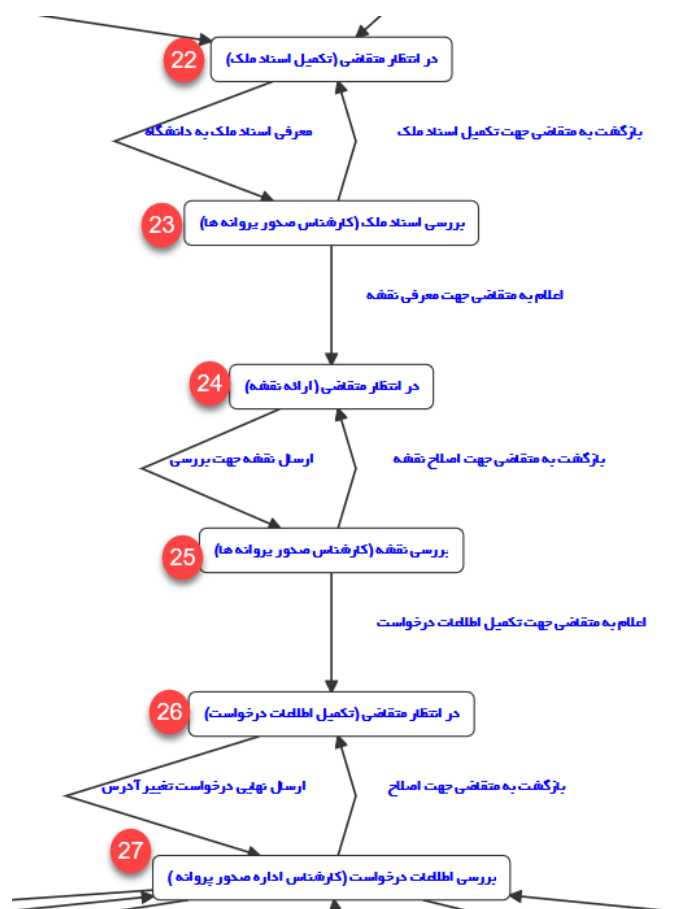 22
در انتظار متقاضی (تکمیل اسناد ملک)
معرفی اسناد ملک به دانشگاه
بازگشت به متقاضی جهت تکمیل اسناد ملک
23
بررسی اسناد ملک (کارشناس صدور پروانه ها)
اعلام به متقاضی جهت معرفی نقشه
24
در انتظار متقاضی ( ارائه نقشه)
ارسال نقشه جهت بررسی
بازگشت به متقاضی جهت اصلاح نقشه
25
بررسی نقشه (کارشناس صدور پروانه ها)
اعلام به متقاضی جهت تکمیل اطلاعات درخواست
26
در انتظار متقاضی (تکمیل اطلاعات درخواست)
ارسال نهایی درخواست تغییر آدرس
بازگشت به متقاضی جهت اصلاح
27
بررسی اطلاعات درخواست (کارشناس اداره صدور پروانه )